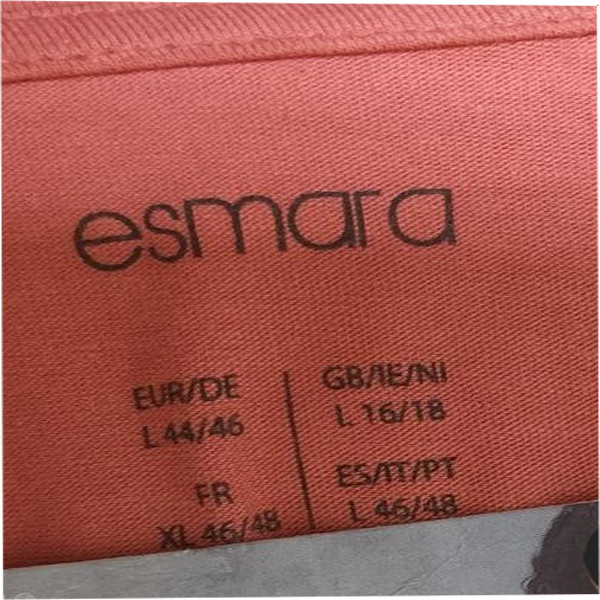 esmara
EUR/DE
L 44/46
GB/IE/NI
L 16/18
FR
XL 46/48
ES/IT/PT
L 46/48